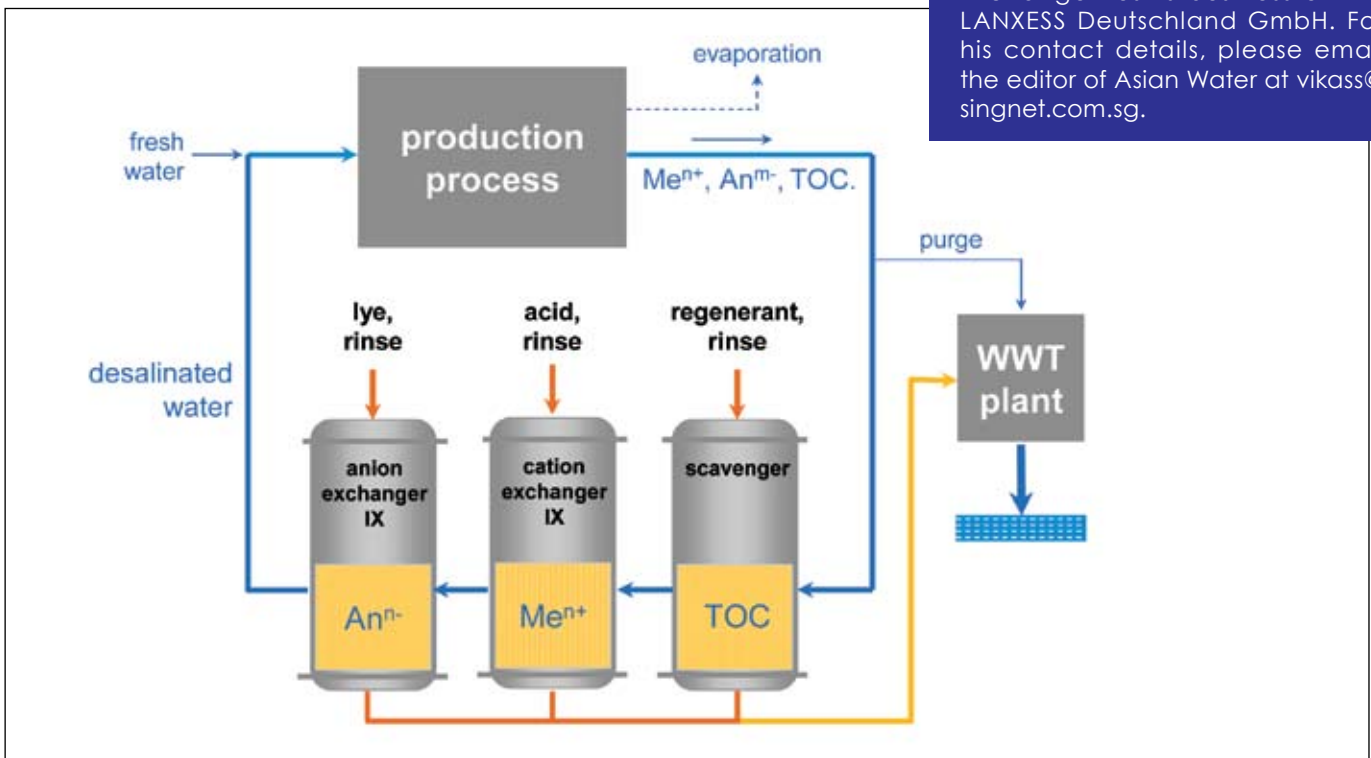 LANXESS Deutschland GmbH. Fo
his contact details, please ema
the editor of Asian Water at vikass@
singnet.com.sg.
evaporation
fresh
water
production
process
Meⁿ⁺, Anᵐ⁻, TOC.
purge
lye,
rinse
acid,
rinse
regenerant,
rinse
WWT
plant
desalinated
water
anion
exchanger
IX
cation
exchanger
IX
scavenger
Anⁿ⁻
Meⁿ⁺
TOC